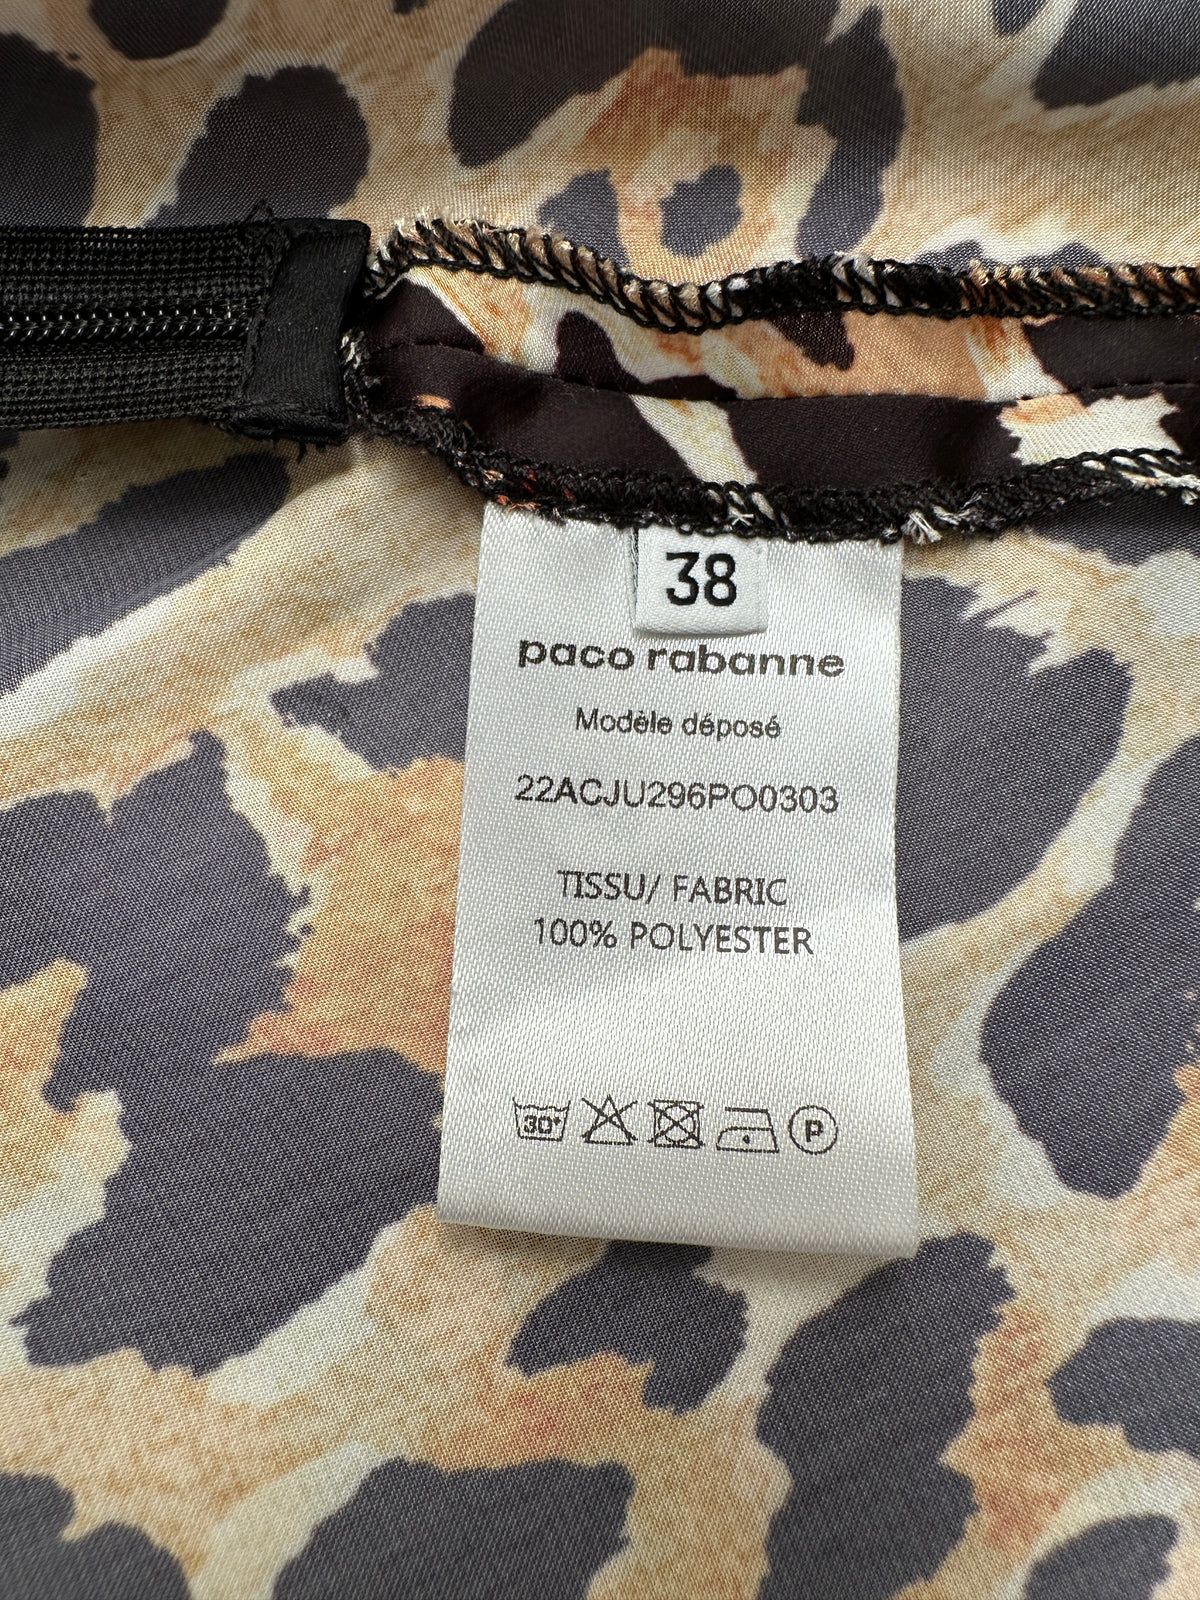 38
paco rabanne
Modèle déposé
22ACJU296PO0303
TISSU/ FABRIC
100% POLYESTER
30°
P